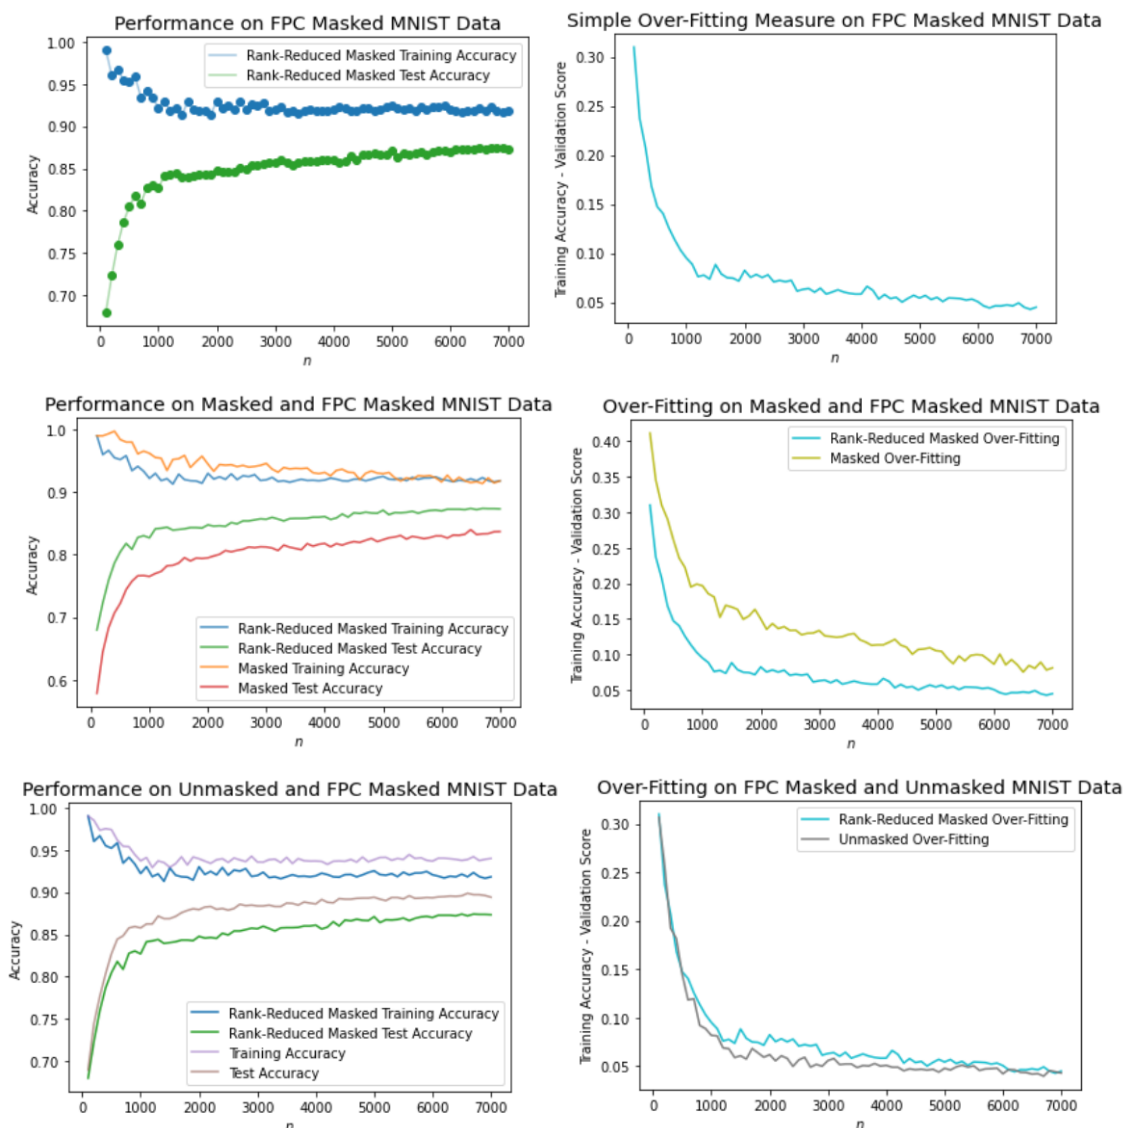 Performance on FPC Masked MNIST Data
1.00
0.95
0.90
0.85
0.80
0.75
0.70
Accuracy
Rank-Reduced Masked Training Accuracy
Rank-Reduced Masked Test Accuracy
0 1000 2000 3000 4000 5000 6000 7000
n
Simple Over-Fitting Measure on FPC Masked MNIST Data
0.30
0.25
0.20
0.15
0.10
0.05
Training Accuracy - Validation Score
0 1000 2000 3000 4000 5000 6000 7000
n
Performance on Masked and FPC Masked MNIST Data
1.0
0.9
0.8
0.7
0.6
Accuracy
Rank-Reduced Masked Training Accuracy
Rank-Reduced Masked Test Accuracy
Masked Training Accuracy
Masked Test Accuracy
0 1000 2000 3000 4000 5000 6000 7000
n
Over-Fitting on Masked and FPC Masked MNIST Data
0.40
0.35
0.30
0.25
0.20
0.15
0.10
0.05
Training Accuracy - Validation Score
Rank-Reduced Masked Over-Fitting
Masked Over-Fitting
0 1000 2000 3000 4000 5000 6000 7000
n
Performance on Unmasked and FPC Masked MNIST Data
1.00
0.95
0.90
0.85
0.80
0.75
0.70
Accuracy
Rank-Reduced Masked Training Accuracy
Rank-Reduced Masked Test Accuracy
Training Accuracy
Test Accuracy
0 1000 2000 3000 4000 5000 6000 7000
n
Over-Fitting on FPC Masked and Unmasked MNIST Data
0.30
0.25
0.20
0.15
0.10
0.05
Training Accuracy - Validation Score
Rank-Reduced Masked Over-Fitting
Unmasked Over-Fitting
0 1000 2000 3000 4000 5000 6000 7000
n